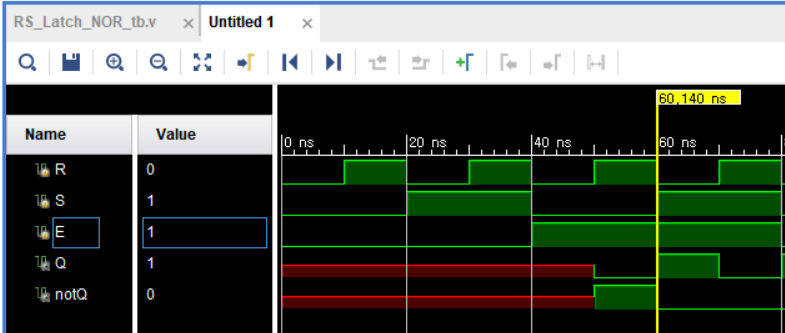 RS_Latch_NOR_tb.v × Untitled 1 ×
60,140 ns
Name Value
0 ns 20 ns 40 ns 60 ns
R 0
S 1
E 1
Q 1
notQ 0